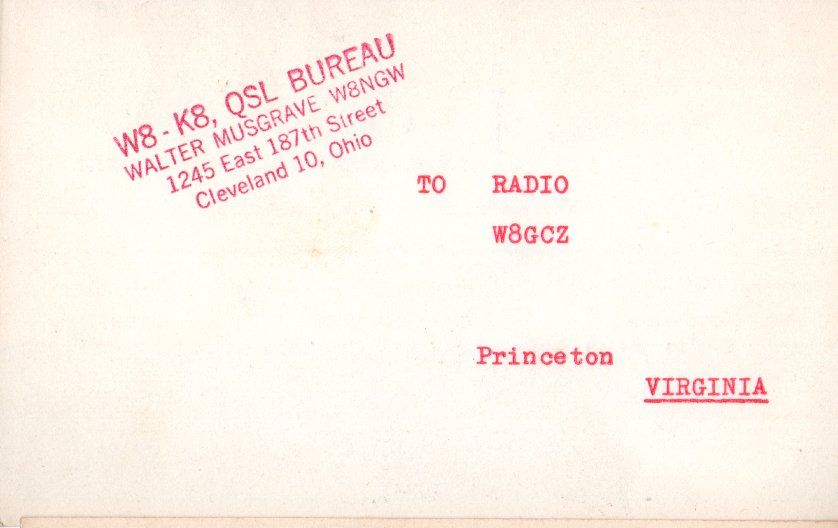 W8-K8, QSL BUREAU
WALTER MUSGRAVE W8NGW
1245 East 187th Street
Cleveland 10, Ohio
TO RADIO
W8GCZ
Princeton
VIRGINIA